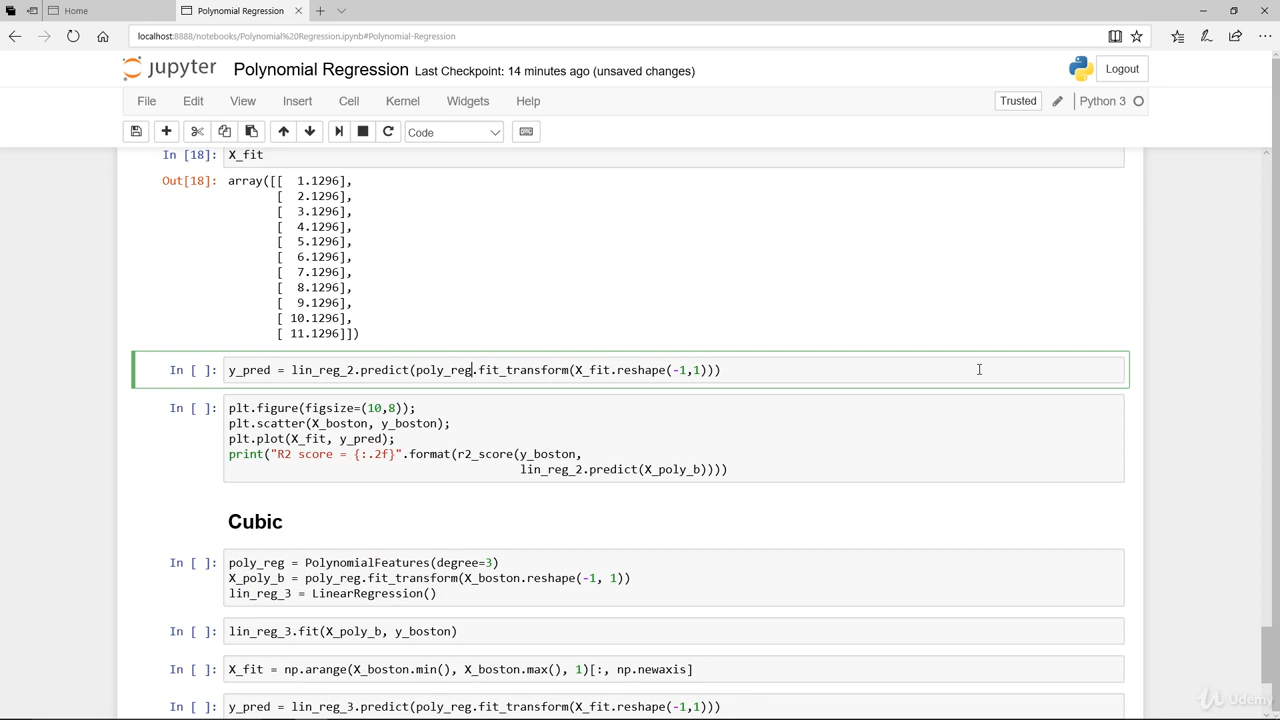 Home
Polynomial Regression
localhost:8888/notebooks/Polynomial%20Regression.ipynb#Polynomial-Regression
jupyter Polynomial Regression Last Checkpoint: 14 minutes ago (unsaved changes)
Logout
File Edit View Insert Cell Kernel Widgets Help
Trusted
Python 3
Code
In [18]: X_fit
Out[18]: array([[ 1.1296],
[ 2.1296],
[ 3.1296],
[ 4.1296],
[ 5.1296],
[ 6.1296],
[ 7.1296],
[ 8.1296],
[ 9.1296],
[ 10.1296],
[ 11.1296]])
In [ ]: y_pred = lin_reg_2.predict(poly_reg.fit_transform(X_fit.reshape(-1,1)))
In [ ]: plt.figure(figsize=(10,8));
plt.scatter(X_boston, y_boston);
plt.plot(X_fit, y_pred);
print("R2 score = {:.2f}".format(r2_score(y_boston,
lin_reg_2.predict(X_poly_b))))
Cubic
In [ ]: poly_reg = PolynomialFeatures(degree=3)
X_poly_b = poly_reg.fit_transform(X_boston.reshape(-1, 1))
lin_reg_3 = LinearRegression()
In [ ]: lin_reg_3.fit(X_poly_b, y_boston)
In [ ]: X_fit = np.arange(X_boston.min(), X_boston.max(), 1)[:, np.newaxis]
In [ ]: y_pred = lin_reg_3.predict(poly_reg.fit_transform(X_fit.reshape(-1,1)))
Udemy